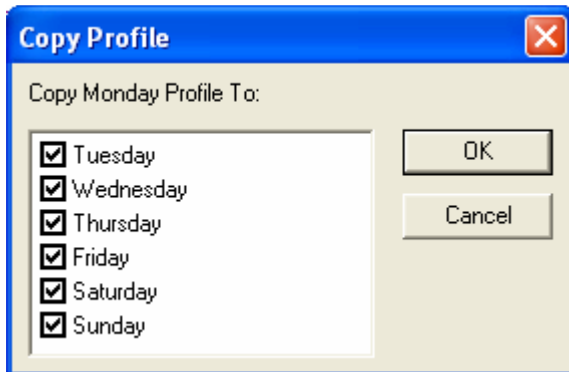 Copy Profile
Copy Monday Profile To:
Tuesday
Wednesday
Thursday
Friday
Saturday
Sunday
OK
Cancel